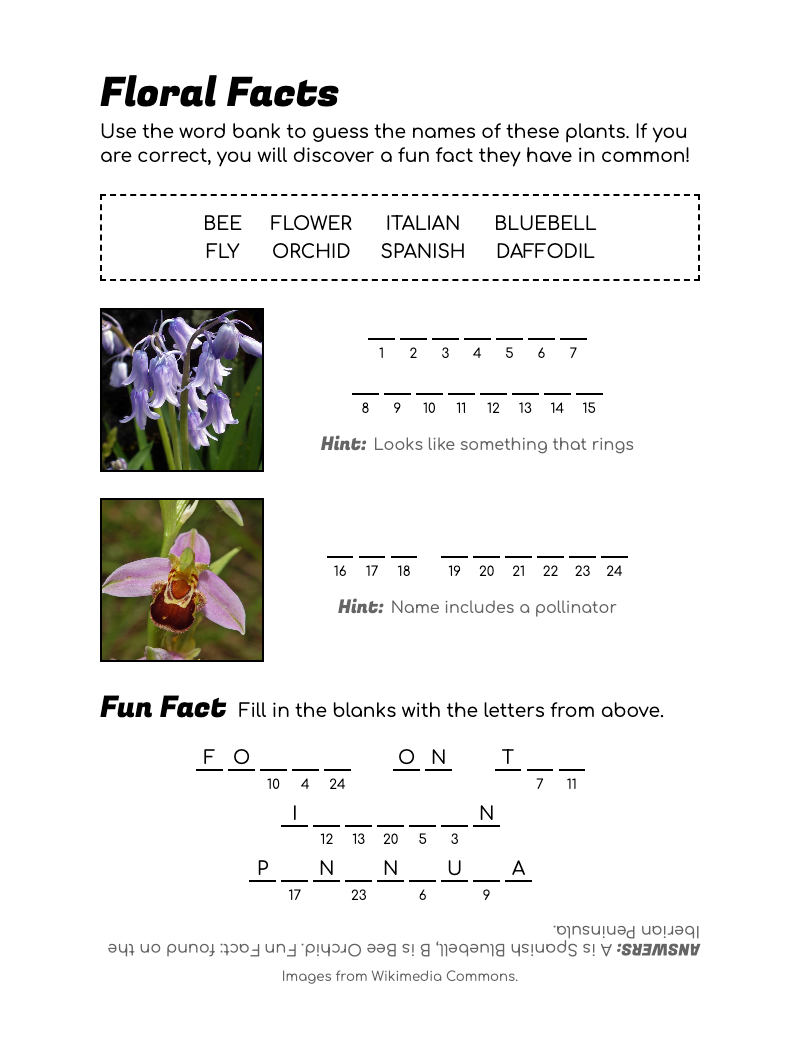 Floral Facts
Use the word bank to guess the names of these plants. If you
are correct, you will discover a fun fact they have in common!
BEE FLOWER ITALIAN BLUEBELL
FLY ORCHID SPANISH DAFFODIL
1 2 3 4 5 6 7
8 9 10 11 12 13 14 15
Hint: Looks like something that rings
16 17 18 19 20 21 22 23 24
Hint: Name includes a pollinator
Fun Fact Fill in the blanks with the letters from above.
F O _ _ _ O N T _ _
10 4 24 7 11
I _ _ _ _ _ N
12 13 20 5 3
P _ N _ N _ U _ A
17 23 6 9
ANSWERS: A is Spanish Bluebell, B is Bee Orchid. Fun Fact: found on the
Iberian Peninsula.
Images from Wikimedia Commons.